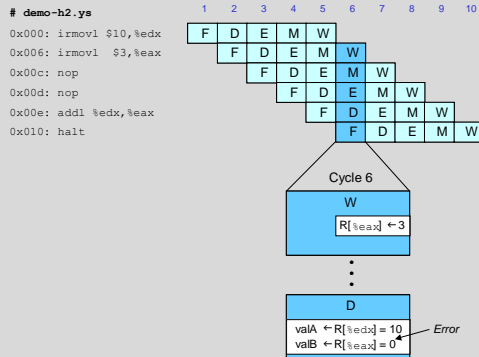 # demo-h2.ys 1 2 3 4 5 6 7 8 9 10
0x000: irmovl $10,%edx F D E M W
0x006: irmovl $3,%eax F D E M W
0x00c: nop F D E M W
0x00d: nop F D E M W
0x00e: addl %edx,%eax F D E M W
0x010: halt F D E M W
Cycle 6
W
R[%eax] ←3
•
•
•
D
valA ←R[%edx] = 10
valB ←R[%eax] = 0
Error